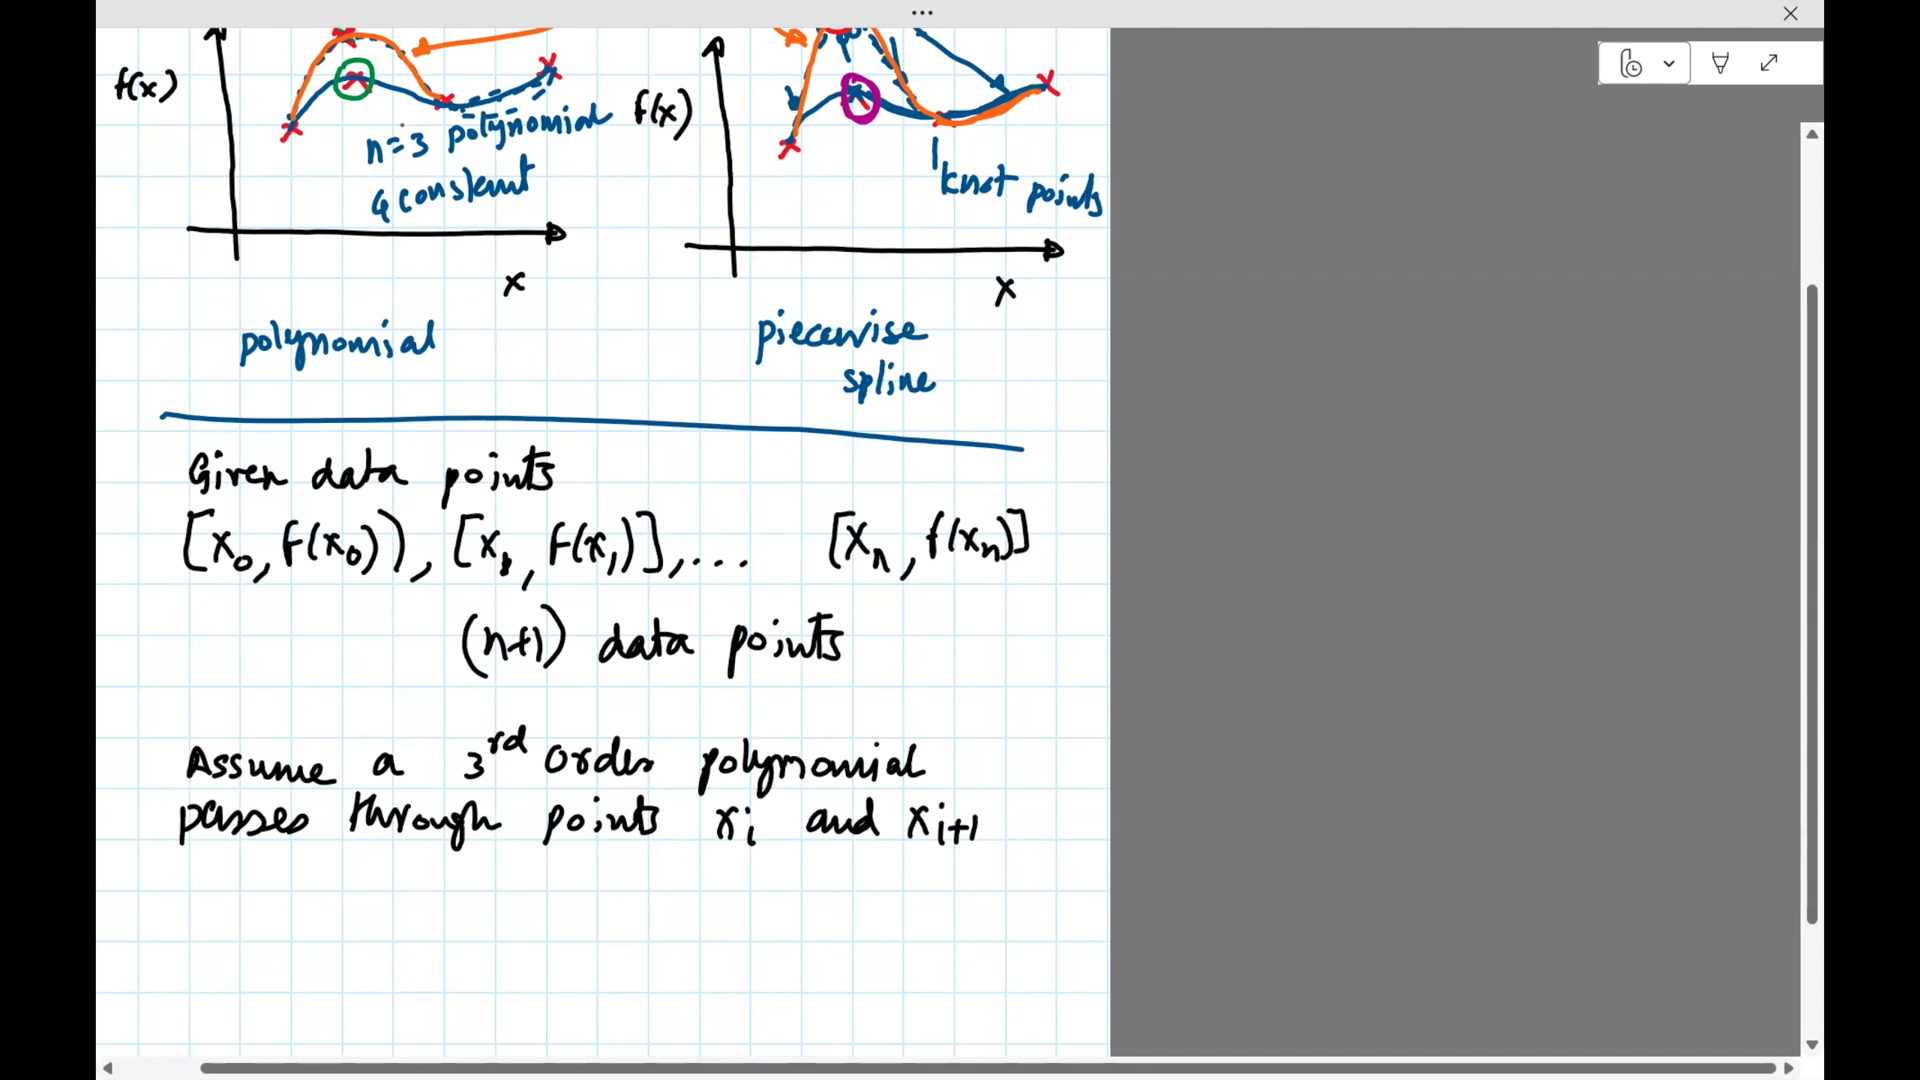 f(x)
n=3 polynomial
4 constant
x
polynomial
f(x)
knot points
x
piecewise
spline
Given data points
[x₀, f(x₀)), [x₁, f(x₁)],... [xₙ, f(xₙ)]
(n+1) data points
Assume a 3rd order polynomial
passes through points xᵢ and xᵢ₊₁